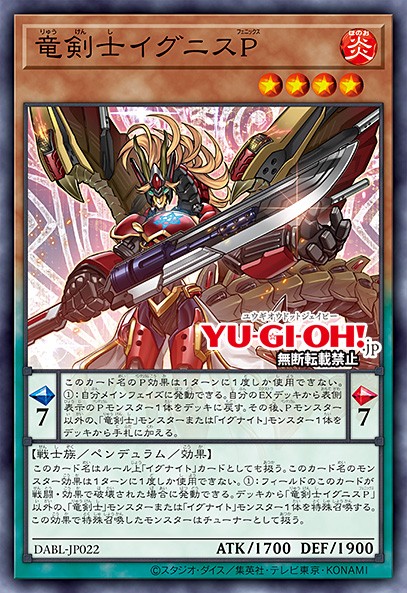 りゅう けん し フェニックス
竜剣士イグニスP
ほのお
炎
ユウギオウドットジェイピー
YU-GI-OH!.jp
無断転載禁止
このカード名のP効果は1ターンに1度しか使用できない。
①:自分メインフェイズに発動できる。自分のEXデッキから表側
表示のPモンスター1体をデッキに戻す。その後、Pモンスター
以外の、「竜剣士」モンスターまたは「イグナイト」モンスター1体を
デッキから手札に加える。
7
7
【戦士族/ペンデュラム/効果】
このカード名はルール上「イグナイト」カードとしても扱う。このカード名のモン
スター効果は1ターンに1度しか使用できない。①:フィールドのこのカードが
戦闘・効果で破壊された場合に発動できる。デッキから「竜剣士イグニスP」
以外の、「竜剣士」モンスターまたは「イグナイト」モンスター1体を特殊召喚する。
この効果で特殊召喚したモンスターはチューナーとして扱う。
DABL-JP022
ATK/1700 DEF/1900
©スタジオ・ダイス/集英社・テレビ東京・KONAMI